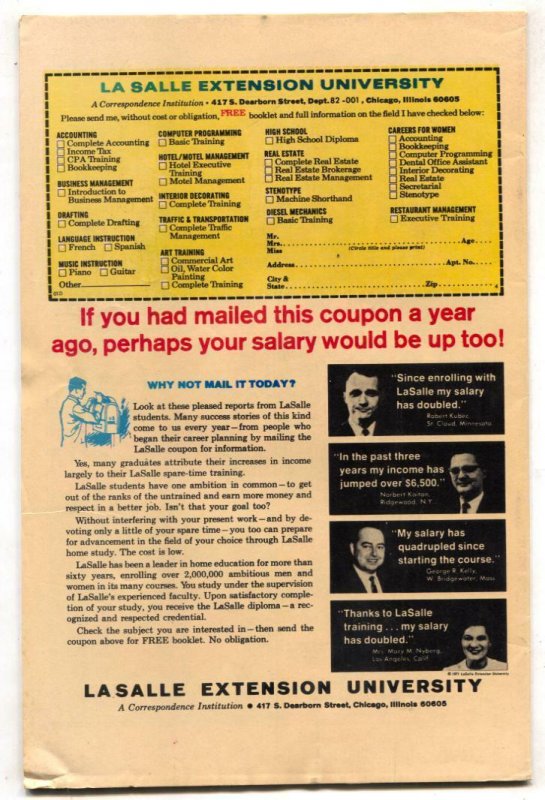 LA SALLE EXTENSION UNIVERSITY
A Correspondence Institution • 417 S. Dearborn Street, Dept. 82-001, Chicago, Illinois 60605
Please send me, without cost or obligation, FREE booklet and full information on the field I have checked below:
ACCOUNTING
Complete Accounting
Income Tax
CPA Training
Bookkeeping
BUSINESS MANAGEMENT
Introduction to
Business Management
DRAFTING
Complete Drafting
LANGUAGE INSTRUCTION
French Spanish
MUSIC INSTRUCTION
Piano Guitar
Other
COMPUTER PROGRAMMING
Basic Training
HOTEL/MOTEL MANAGEMENT
Hotel Executive
Training
Motel Management
INTERIOR DECORATING
Complete Training
TRAFFIC & TRANSPORTATION
Complete Traffic
Management
ART TRAINING
Commercial Art
Oil, Water Color
Painting
Complete Training
HIGH SCHOOL
High School Diploma
REAL ESTATE
Complete Real Estate
Real Estate Brokerage
Real Estate Management
STENOTYPE
Machine Shorthand
DIESEL MECHANICS
Basic Training
CAREERS FOR WOMEN
Accounting
Bookkeeping
Computer Programming
Dental Office Assistant
Interior Decorating
Real Estate
Secretarial
Stenotype
RESTAURANT MANAGEMENT
Executive Training
Mr.
Mrs. Age
Miss (Circle title and please print)
Address Apt. No.
City &
State Zip
If you had mailed this coupon a year
ago, perhaps your salary would be up too!
WHY NOT MAIL IT TODAY?
Look at these pleased reports from LaSalle
students. Many success stories of this kind
come to us every year—from people who
began their career planning by mailing the
LaSalle coupon for information.
Yes, many graduates attribute their increases in income
largely to their LaSalle spare-time training.
LaSalle students have one ambition in common—to get
out of the ranks of the untrained and earn more money and
respect in a better job. Isn't that your goal too?
Without interfering with your present work—and by de-
voting only a little of your spare time—you too can prepare
for advancement in the field of your choice through LaSalle
home study. The cost is low.
LaSalle has been a leader in home education for more than
sixty years, enrolling over 2,000,000 ambitious men and
women in its many courses. You study under the supervision
of LaSalle's experienced faculty. Upon satisfactory comple-
tion of your study, you receive the LaSalle diploma—a rec-
ognized and respected credential.
Check the subject you are interested in—then send the
coupon above for FREE booklet. No obligation.
"Since enrolling with
LaSalle my salary
has doubled."
Robert Kuber,
St. Cloud, Minnesota
"In the past three
years my income has
jumped over $6,500."
Norbert Kaitan,
Ridgewood, N.Y.
"My salary has
quadrupled since
starting the course."
George R. Kelly,
W. Bridgewater, Mass.
"Thanks to LaSalle
training . . . my salary
has doubled."
Mrs. Mary M. Nyberg,
Los Angeles, Calif.
© 1971 LaSalle Extension University
LA SALLE EXTENSION UNIVERSITY
A Correspondence Institution • 417 S. Dearborn Street, Chicago, Illinois 60605